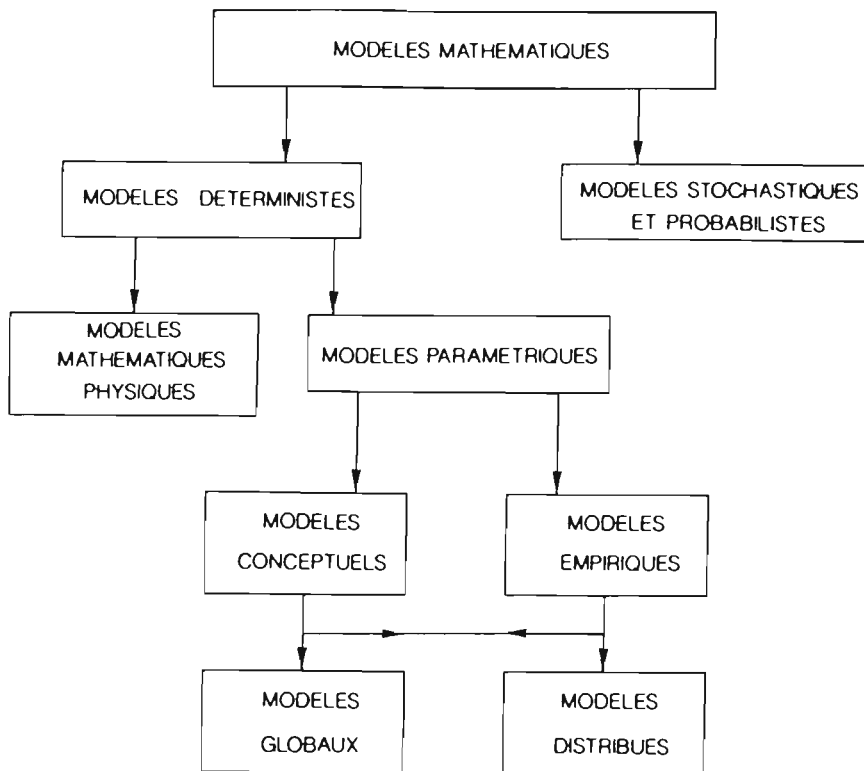 MODELES MATHEMATIQUES
MODELES DETERMINISTES
MODELES STOCHASTIQUES
ET PROBABILISTES
MODELES
MATHEMATIQUES
PHYSIQUES
MODELES PARAMETRIQUES
MODELES
CONCEPTUELS
MODELES
EMPIRIQUES
MODELES
GLOBAUX
MODELES
DISTRIBUES